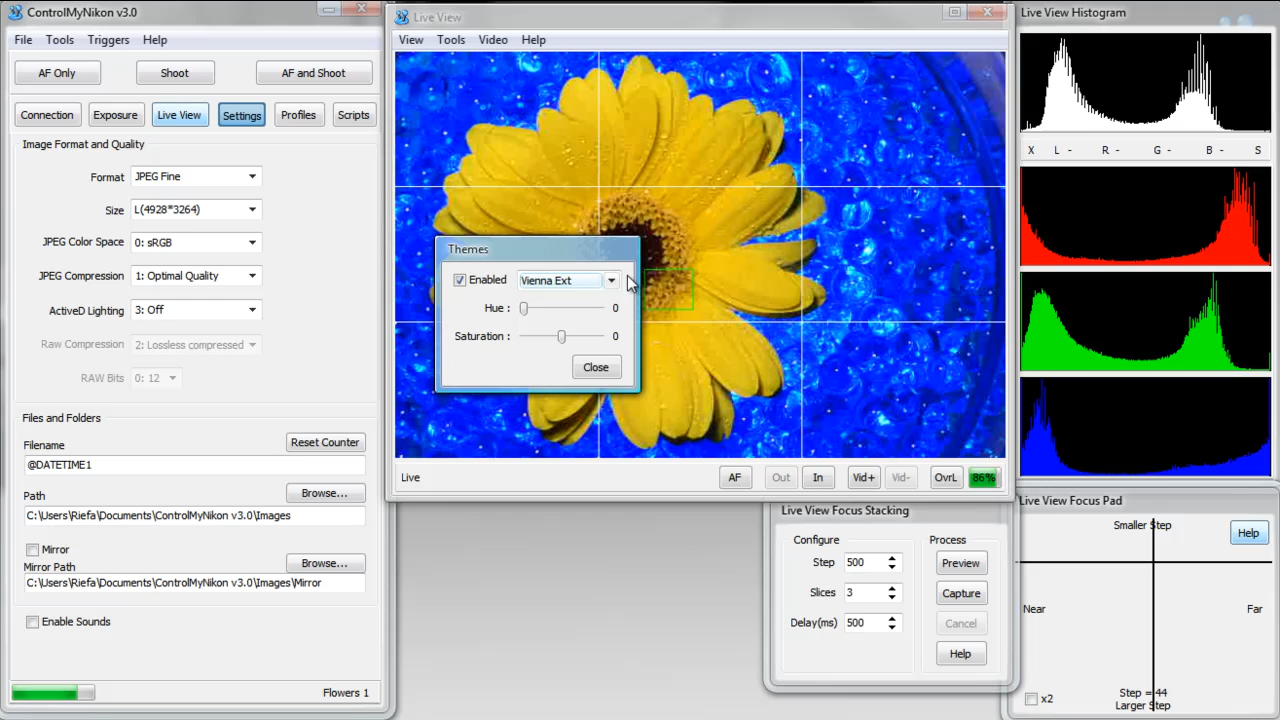 ControlMyNikon v3.0
File Tools Triggers Help
AF Only Shoot AF and Shoot
Connection Exposure Live View Settings Profiles Scripts
Image Format and Quality
Format JPEG Fine
Size L(4928*3264)
JPEG Color Space 0: sRGB
JPEG Compression 1: Optimal Quality
ActiveD Lighting 3: Off
Raw Compression 2: Lossless compressed
RAW Bits 0: 12
Files and Folders
Filename Reset Counter
@DATETIME1
Path Browse...
C:\Users\Riefa\Documents\ControlMyNikon v3.0\Images
Mirror
Mirror Path Browse...
C:\Users\Riefa\Documents\ControlMyNikon v3.0\Images\Mirror
Enable Sounds
Flowers 1
Live View
View Tools Video Help
Themes
Enabled Vienna Ext
Hue : 0
Saturation : 0
Close
Live AF Out In Vid+ Vid- OvrL 86%
Live View Histogram
X L - R - G - B - S
Live View Focus Stacking
Configure Process
Step 500 Preview
Slices 3 Capture
Delay(ms) 500 Cancel
Help
Live View Focus Pad
Smaller Step
Help
Near Far
x2
Step = 44
Larger Step